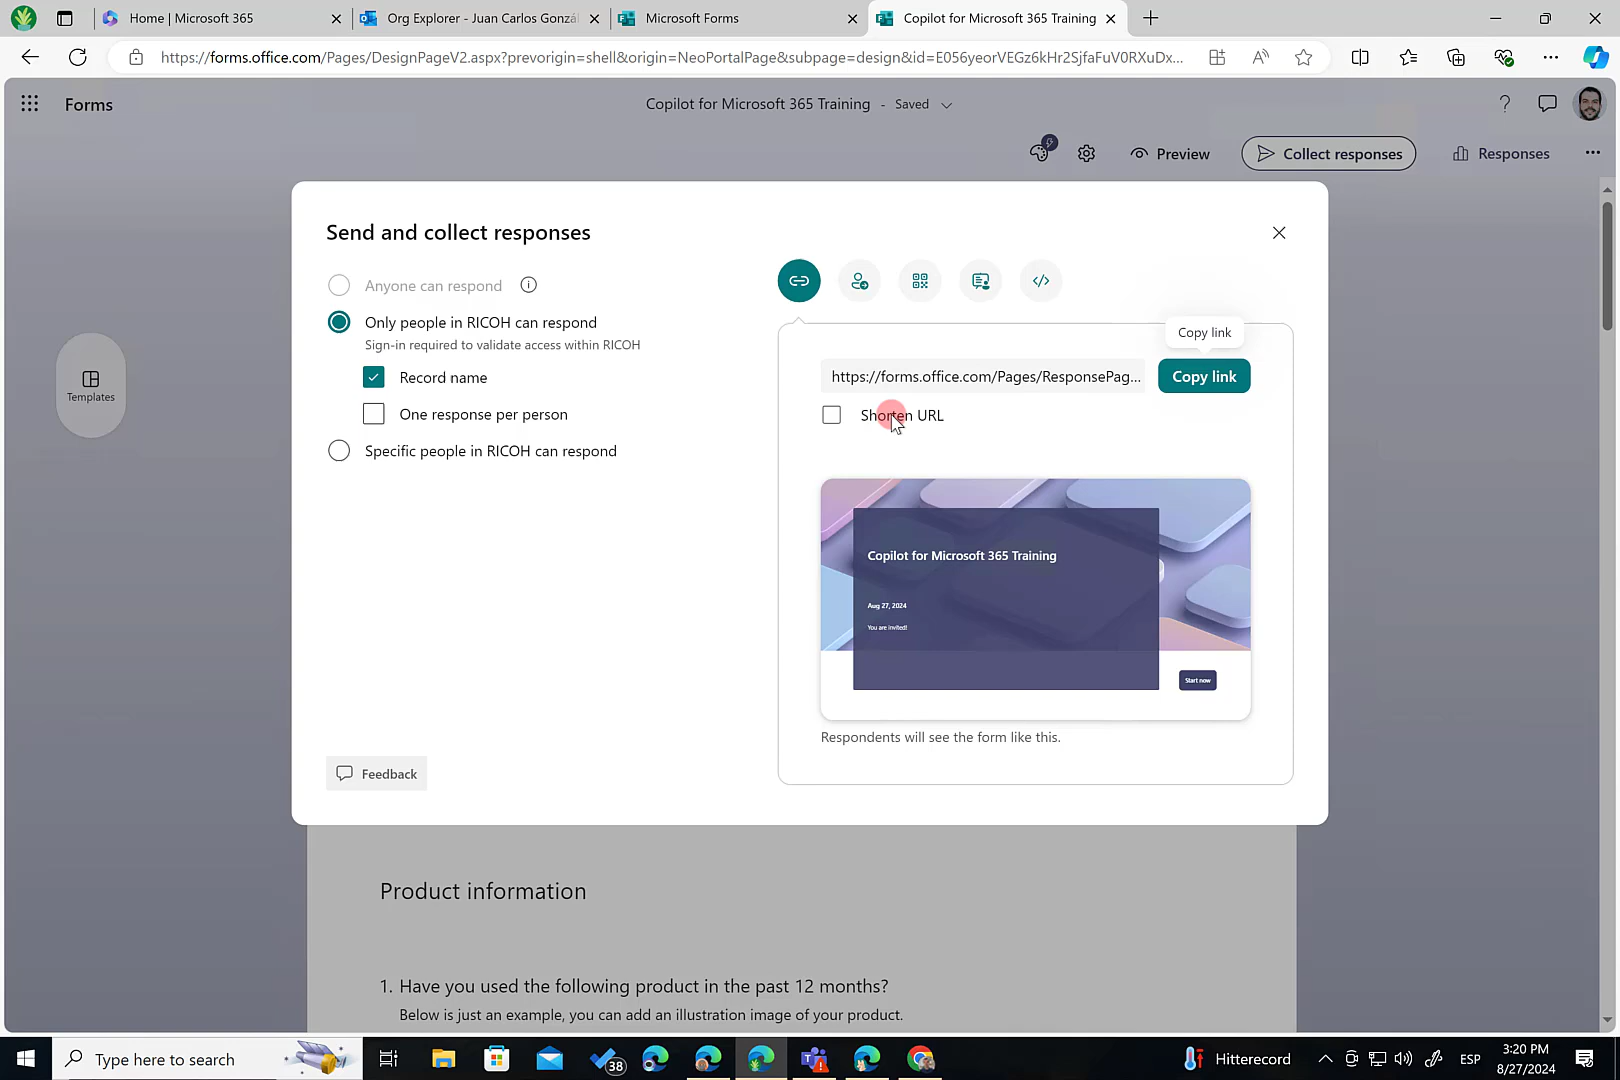 Home | Microsoft 365
Org Explorer - Juan Carlos Gonzál
Microsoft Forms
Copilot for Microsoft 365 Training
https://forms.office.com/Pages/DesignPageV2.aspx?prevorigin=shell&origin=NeoPortalPage&subpage=design&id=E056yeorVEGz6kHr2SjfaFuV0RXuDx...
Forms
Copilot for Microsoft 365 Training - Saved
Preview
Collect responses
Responses
Templates
Send and collect responses
Anyone can respond
Only people in RICOH can respond
Sign-in required to validate access within RICOH
Record name
One response per person
Specific people in RICOH can respond
Feedback
Copy link
https://forms.office.com/Pages/ResponsePag...
Copy link
Shorten URL
Copilot for Microsoft 365 Training
Aug 27, 2024
You are invited!
Start now
Respondents will see the form like this.
Product information
1. Have you used the following product in the past 12 months?
Below is just an example, you can add an illustration image of your product.
Type here to search
38
Hitterecord
ESP
3:20 PM
8/27/2024